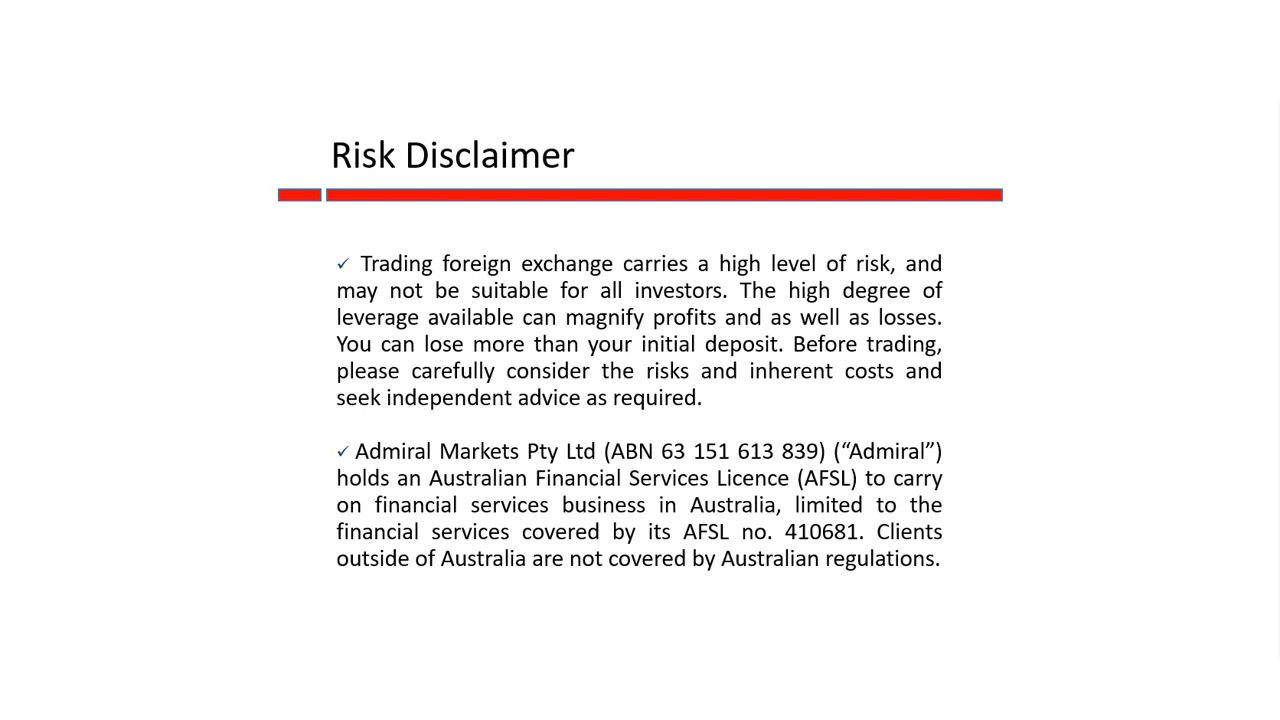 Risk Disclaimer
✓ Trading foreign exchange carries a high level of risk, and
may not be suitable for all investors. The high degree of
leverage available can magnify profits and as well as losses.
You can lose more than your initial deposit. Before trading,
please carefully consider the risks and inherent costs and
seek independent advice as required.
✓ Admiral Markets Pty Ltd (ABN 63 151 613 839) (“Admiral”)
holds an Australian Financial Services Licence (AFSL) to carry
on financial services business in Australia, limited to the
financial services covered by its AFSL no. 410681. Clients
outside of Australia are not covered by Australian regulations.